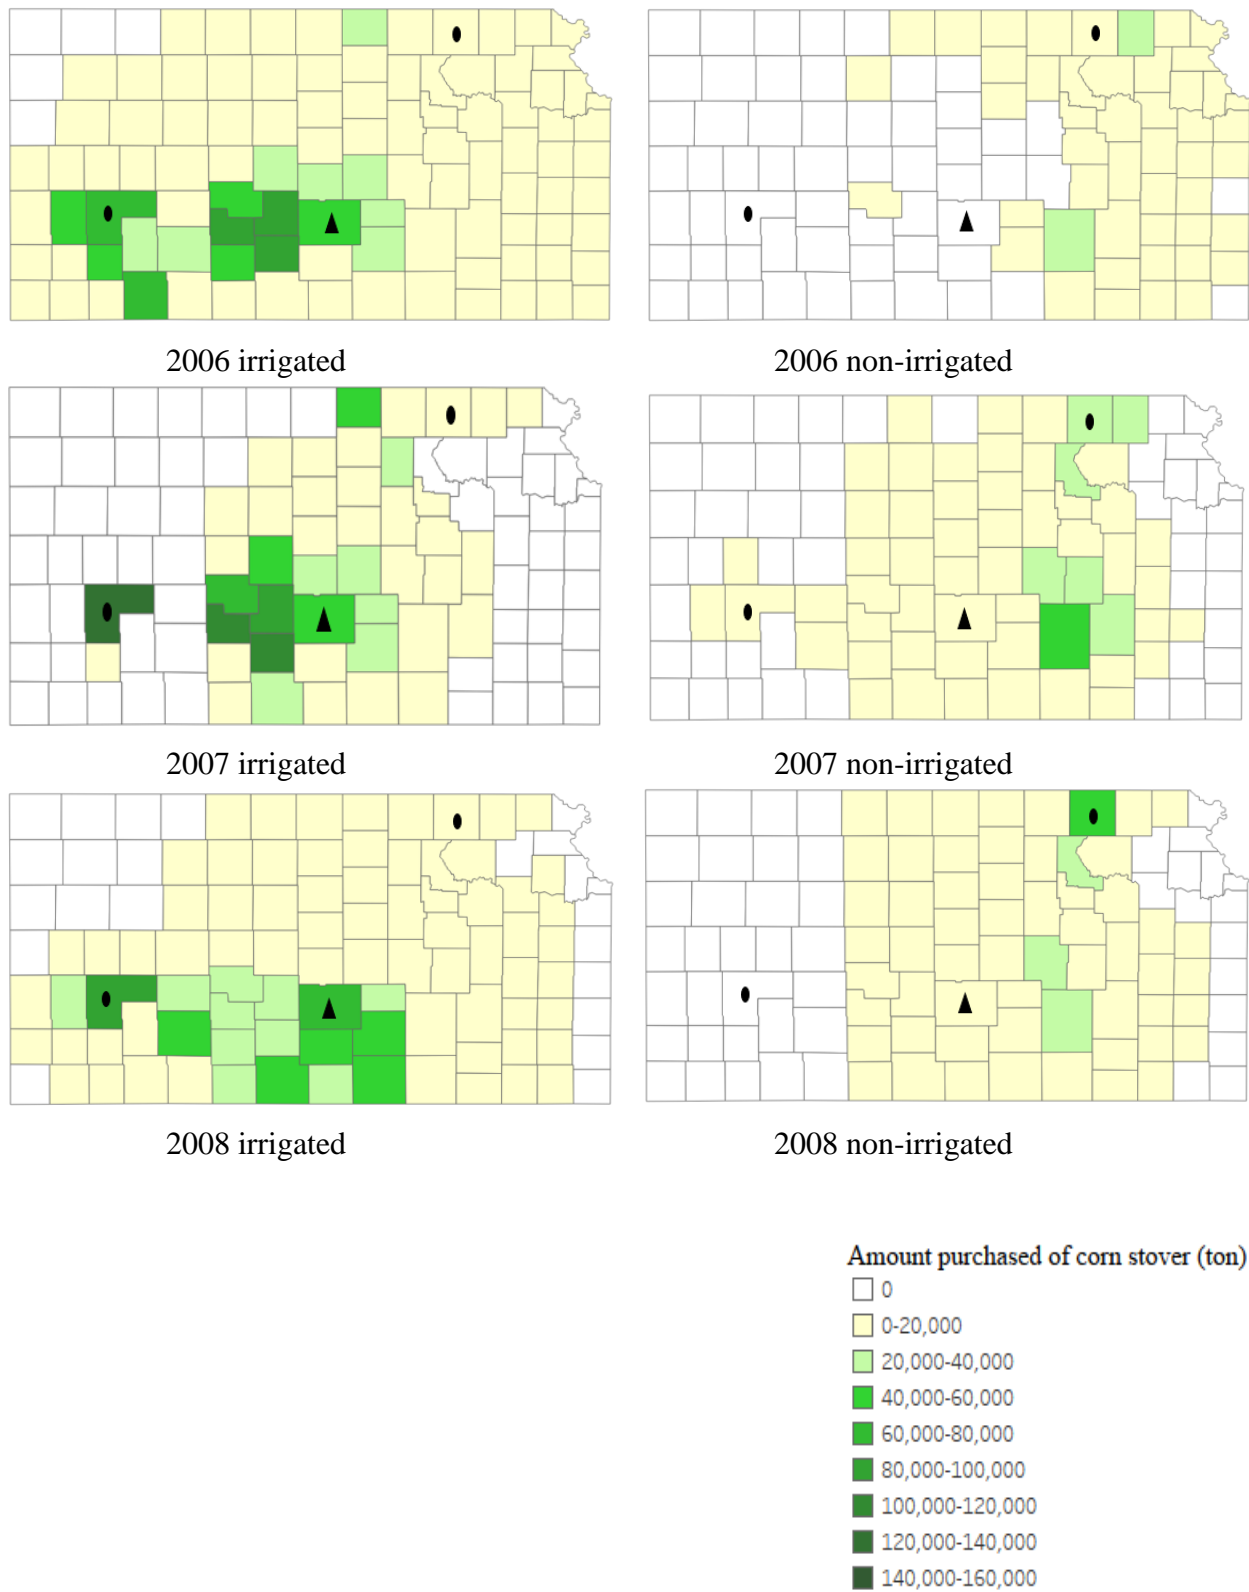 2006 irrigated
2006 non-irrigated
2007 irrigated
2007 non-irrigated
2008 irrigated
2008 non-irrigated
Amount purchased of corn stover (ton)
0
0-20,000
20,000-40,000
40,000-60,000
60,000-80,000
80,000-100,000
100,000-120,000
120,000-140,000
140,000-160,000